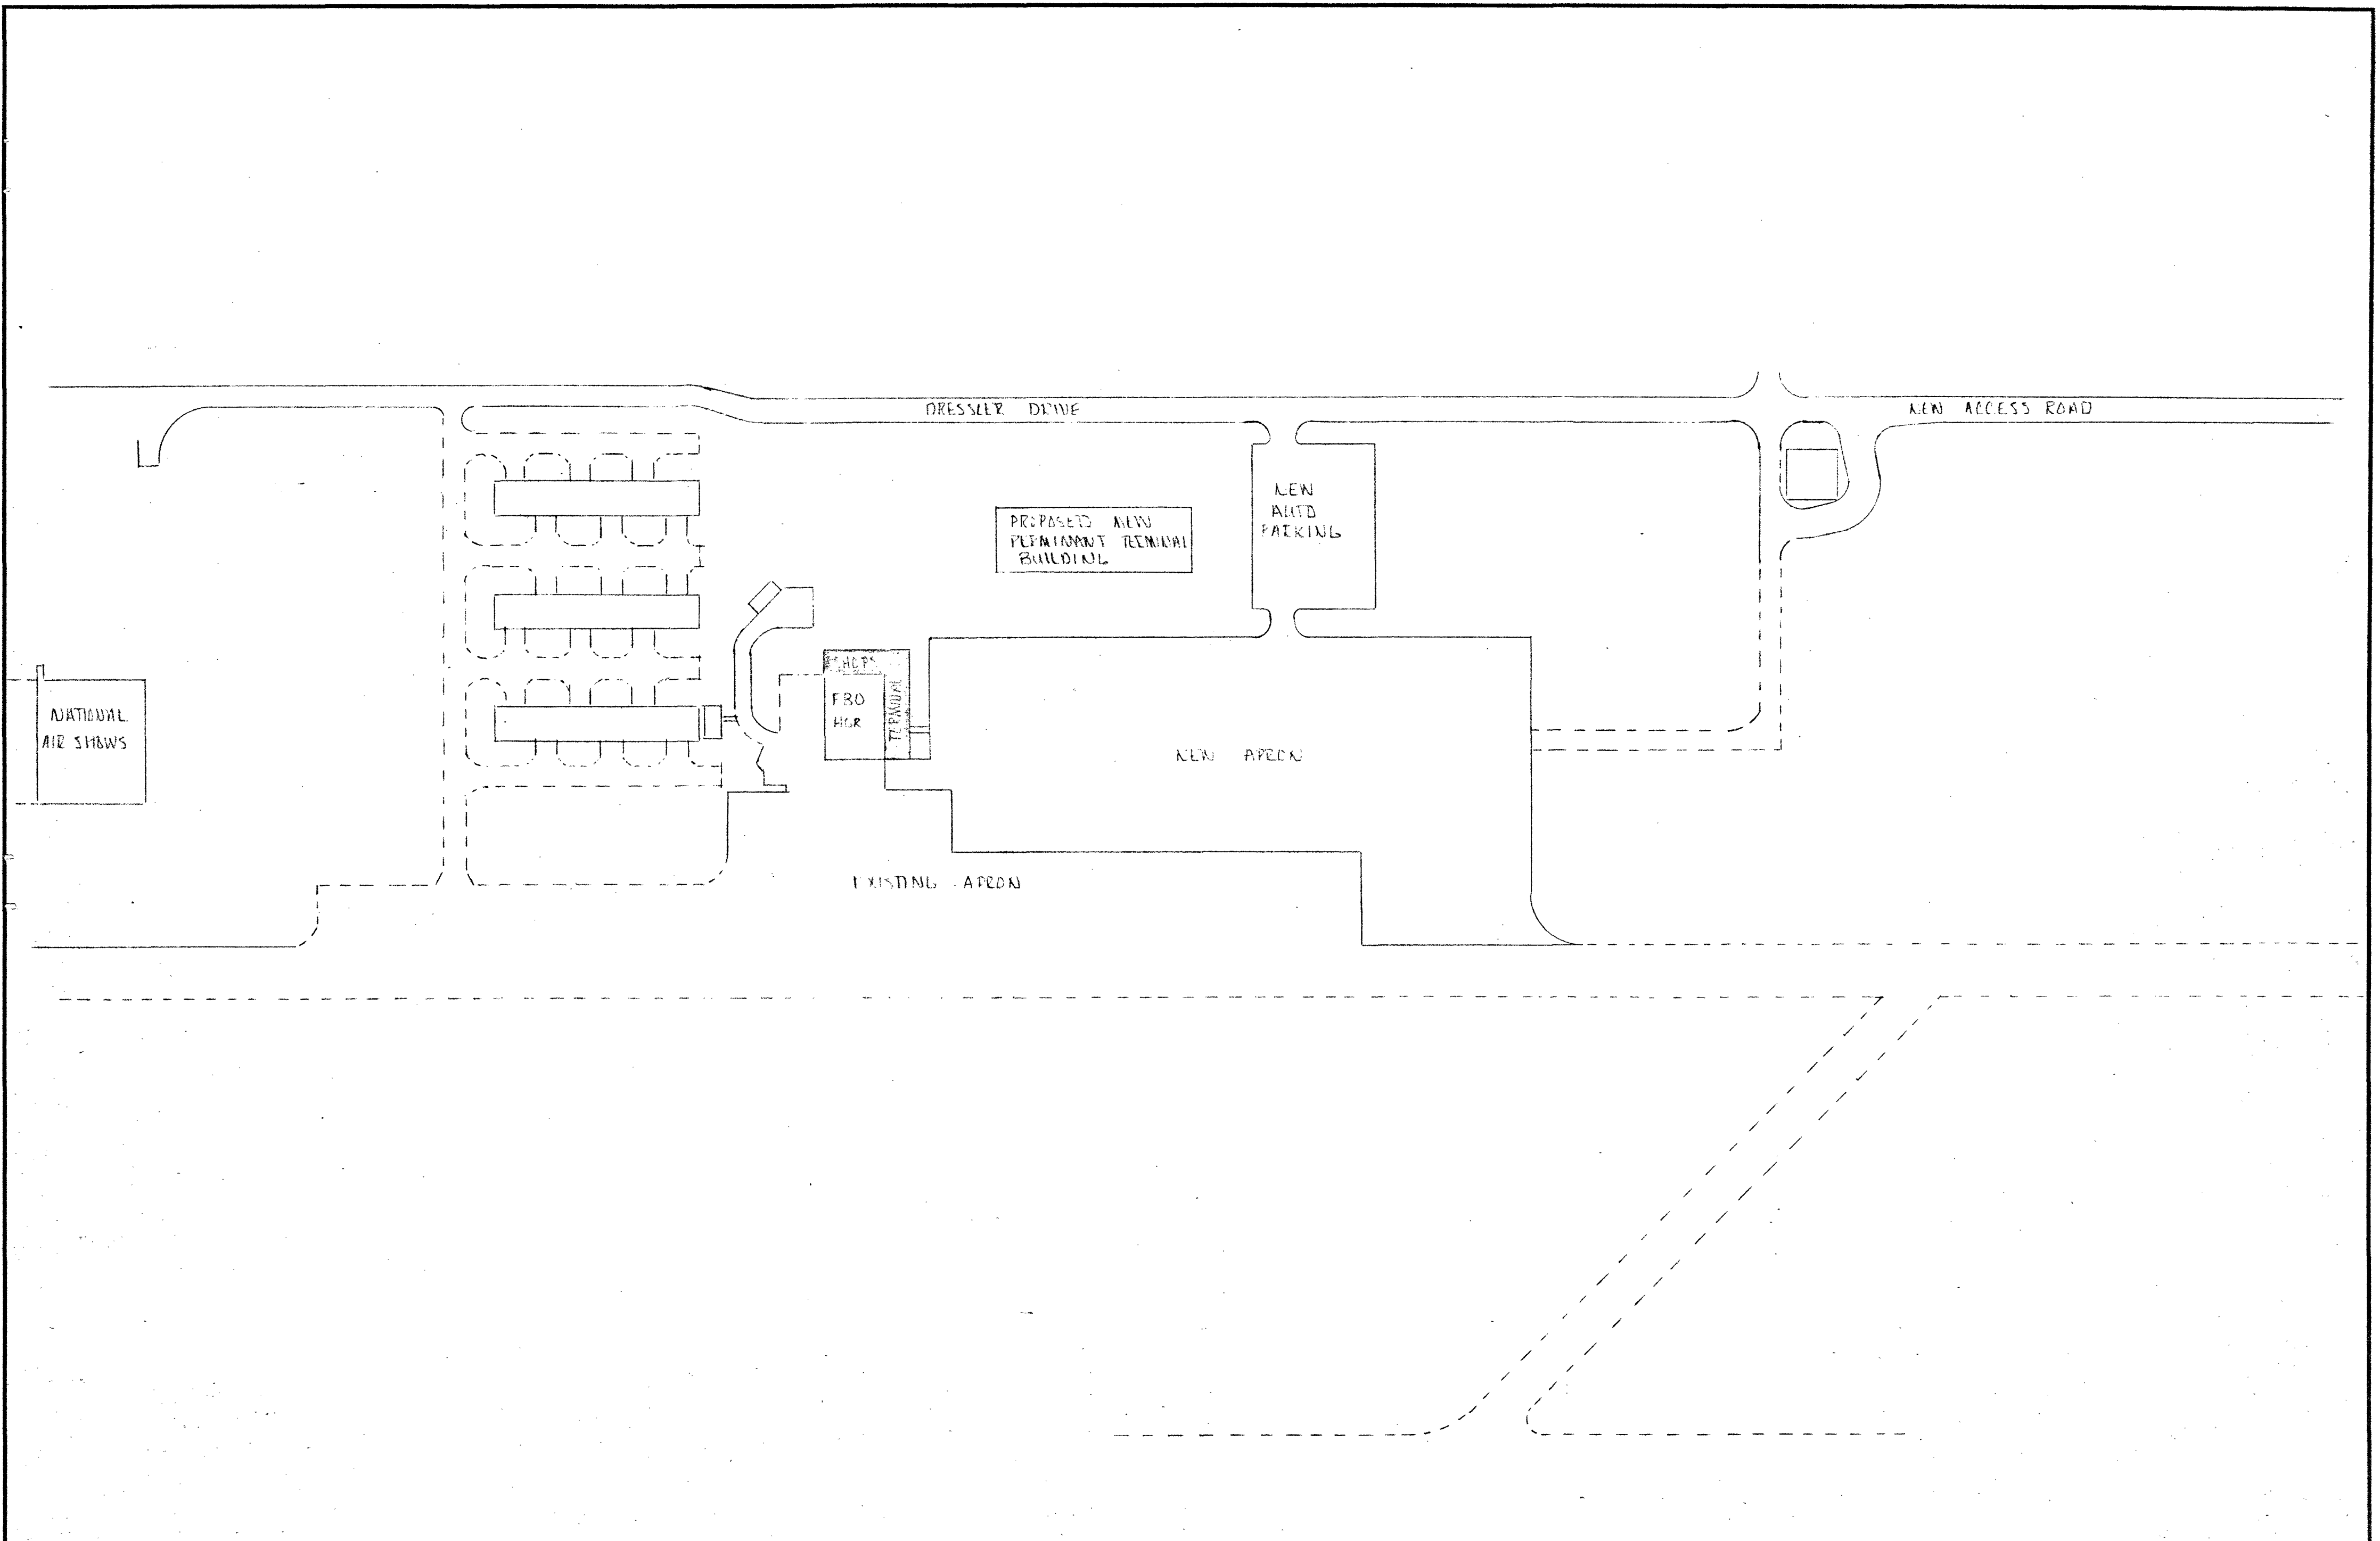 DRESSLER DRIVE
NEW ACCESS ROAD
NEW
AUTO
PARKING
PROPOSED NEW
PERMINANT TERMINAL
BUILDING
SHOPS
FBO
HGR
TERMINAL
NATIONAL
AIR SHOWS
NEW APRON
EXISTING APRON